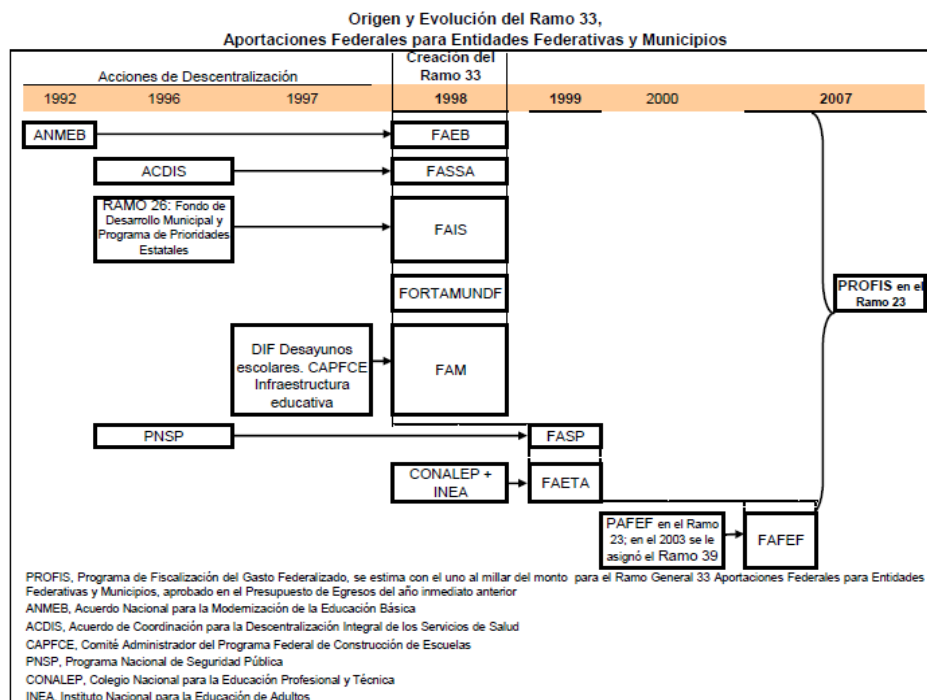 Origen y Evolución del Ramo 33,
Aportaciones Federales para Entidades Federativas y Municipios
Acciones de Descentralización
Creación del
Ramo 33
1992 1996 1997 1998 1999 2000 2007
ANMEB
FAEB
ACDIS
FASSA
RAMO 26: Fondo de
Desarrollo Municipal y
Programa de Prioridades
Estatales
FAIS
FORTAMUNDF
PROFIS en el
Ramo 23
DIF Desayunos
escolares. CAPFCE
Infraestructura
educativa
FAM
PNSP
FASP
CONALEP +
INEA
FAETA
PAFEF en el Ramo
23; en el 2003 se le
asignó el Ramo 39
FAFEF
PROFIS, Programa de Fiscalización del Gasto Federalizado, se estima con el uno al millar del monto para el Ramo General 33 Aportaciones Federales para Entidades
Federativas y Municipios, aprobado en el Presupuesto de Egresos del año inmediato anterior
ANMEB, Acuerdo Nacional para la Modernización de la Educación Básica
ACDIS, Acuerdo de Coordinación para la Descentralización Integral de los Servicios de Salud
CAPFCE, Comité Administrador del Programa Federal de Construcción de Escuelas
PNSP, Programa Nacional de Seguridad Pública
CONALEP, Colegio Nacional para la Educación Profesional y Técnica
INEA, Instituto Nacional para la Educación de Adultos